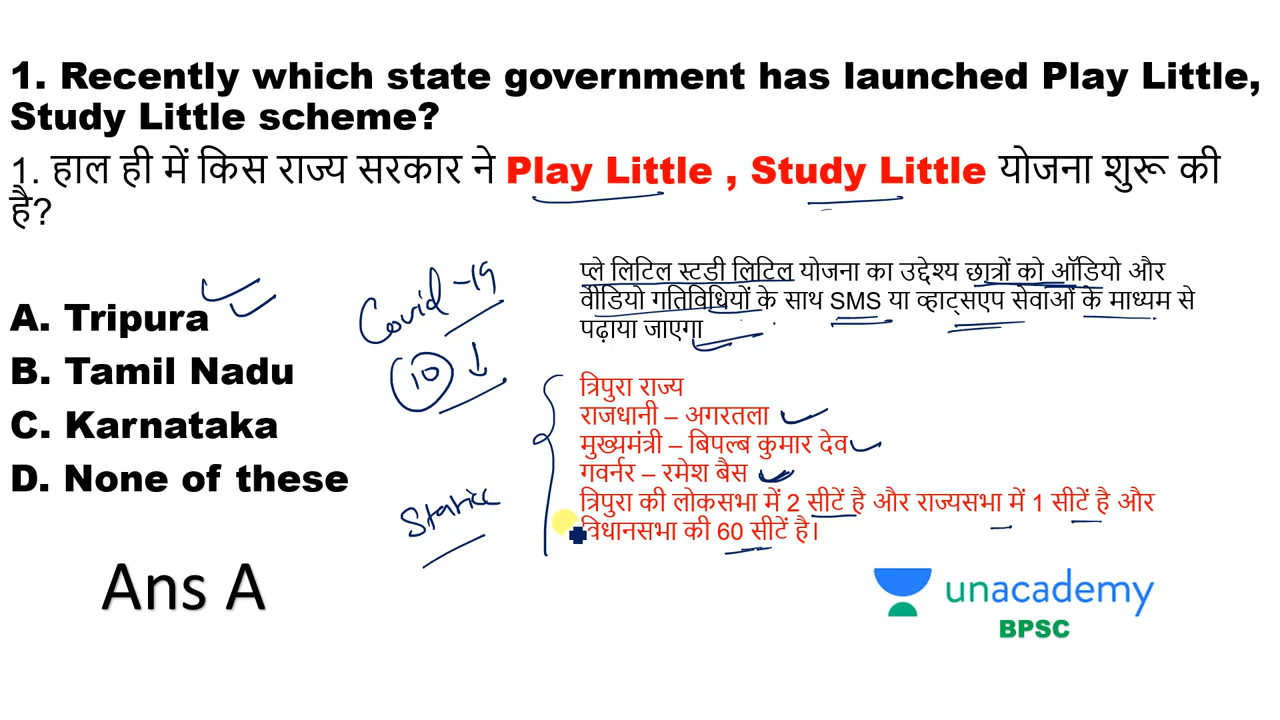 1. Recently which state government has launched Play Little,
Study Little scheme?
1. हाल ही में किस राज्य सरकार ने Play Little , Study Little योजना शुरू की
है?
A. Tripura
B. Tamil Nadu
C. Karnataka
D. None of these
Ans A
Covid-19
10 ↓
Static
प्ले लिटिल स्टडी लिटिल योजना का उद्देश्य छात्रों को ऑडियो और
वीडियो गतिविधियों के साथ SMS या व्हाट्सएप सेवाओं के माध्यम से
पढ़ाया जाएगा
त्रिपुरा राज्य
राजधानी – अगरतला
मुख्यमंत्री – बिपल्ब कुमार देव
गवर्नर – रमेश बैस
त्रिपुरा की लोकसभा में 2 सीटें है और राज्यसभा में 1 सीटें है और
विधानसभा की 60 सीटें है।
unacademy
BPSC